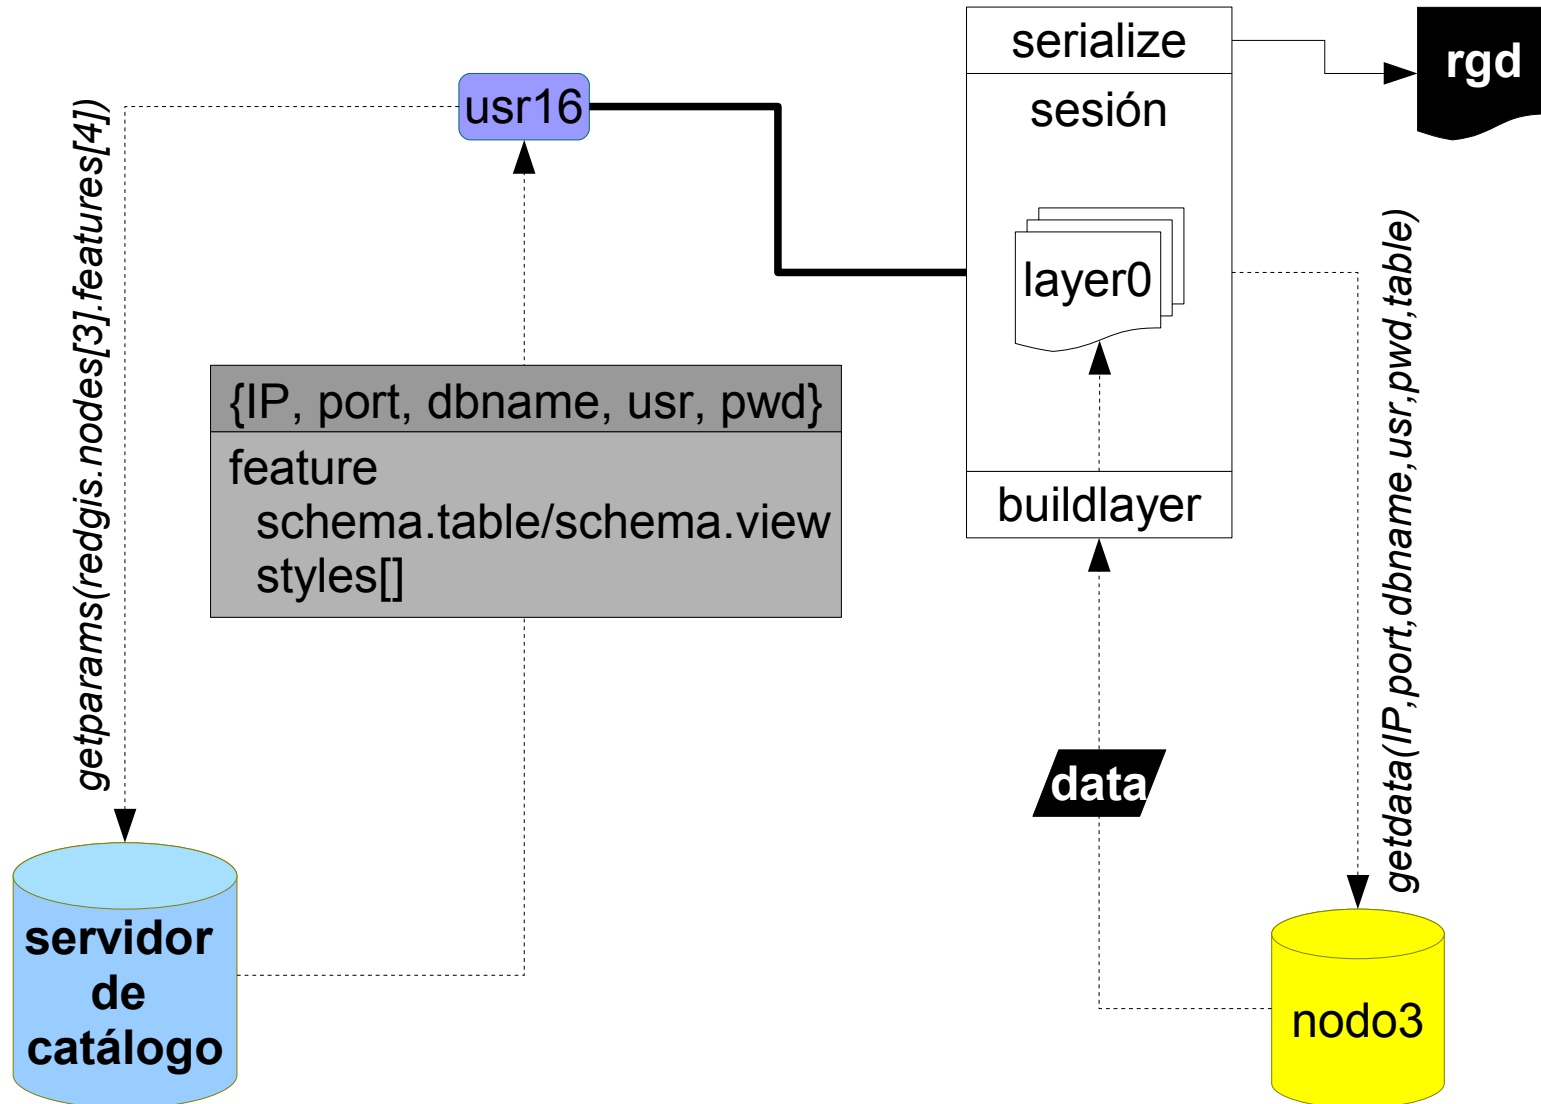 serialize
rgd
usr16
sesión
getparams(redgis.nodes[3].features[4])
layer0
getdata(IP,port,dbname,usr,pwd,table)
{IP, port, dbname, usr, pwd}
feature
schema.table/schema.view
styles[]
buildlayer
data
servidor
de
catálogo
nodo3